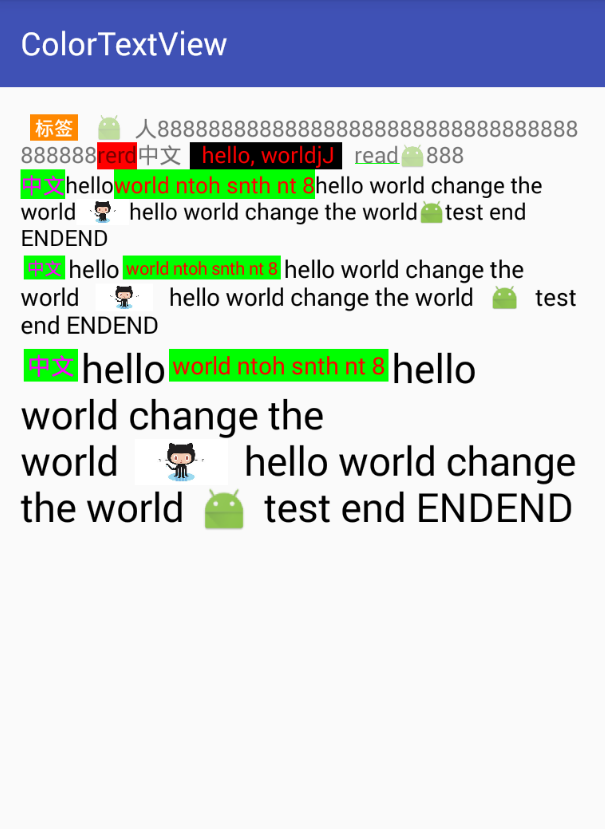 ColorTextView
标签 人888888888888888888888888888888888
888888rerd中文 hello, worldjJ read888
中文helloworld ntoh snth nt 8hello world change the
world hello world change the worldtest end
ENDEND
中文 hello world ntoh snth nt 8 hello world change the
world hello world change the world test
end ENDEND
中文 hello world ntoh snth nt 8 hello
world change the
world hello world change
the world test end ENDEND